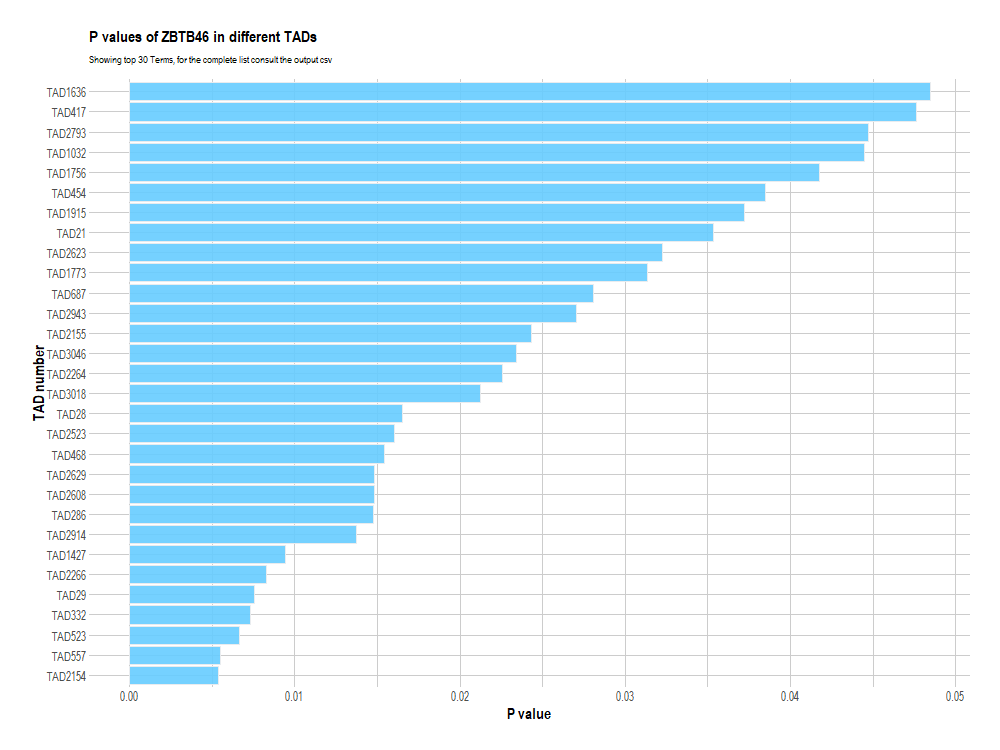 P values of ZBTB46 in different TADs
Showing top 30 Terms, for the complete list consult the output csv
TAD number
TAD1636
TAD417
TAD2793
TAD1032
TAD1756
TAD454
TAD1915
TAD21
TAD2623
TAD1773
TAD687
TAD2943
TAD2155
TAD3046
TAD2264
TAD3018
TAD28
TAD2523
TAD468
TAD2629
TAD2608
TAD286
TAD2914
TAD1427
TAD2266
TAD29
TAD332
TAD523
TAD557
TAD2154
0.00 0.01 0.02 0.03 0.04 0.05
P value